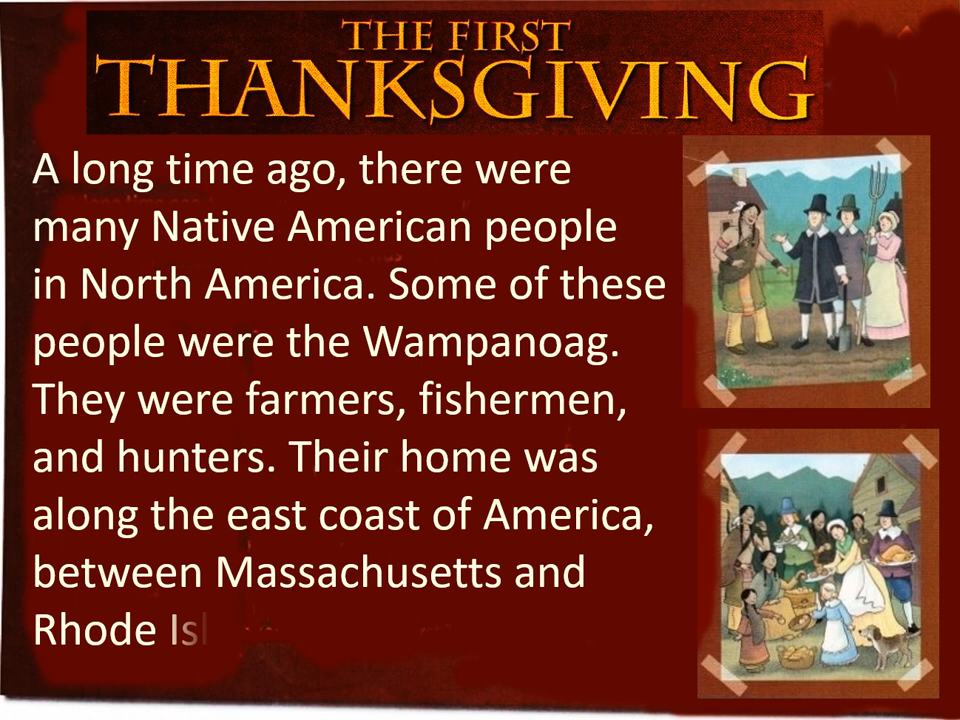 THE FIRST
THANKSGIVING
A long time ago, there were
many Native American people
in North America. Some of these
people were the Wampanoag.
They were farmers, fishermen,
and hunters. Their home was
along the east coast of America,
between Massachusetts and
Rhode Isl